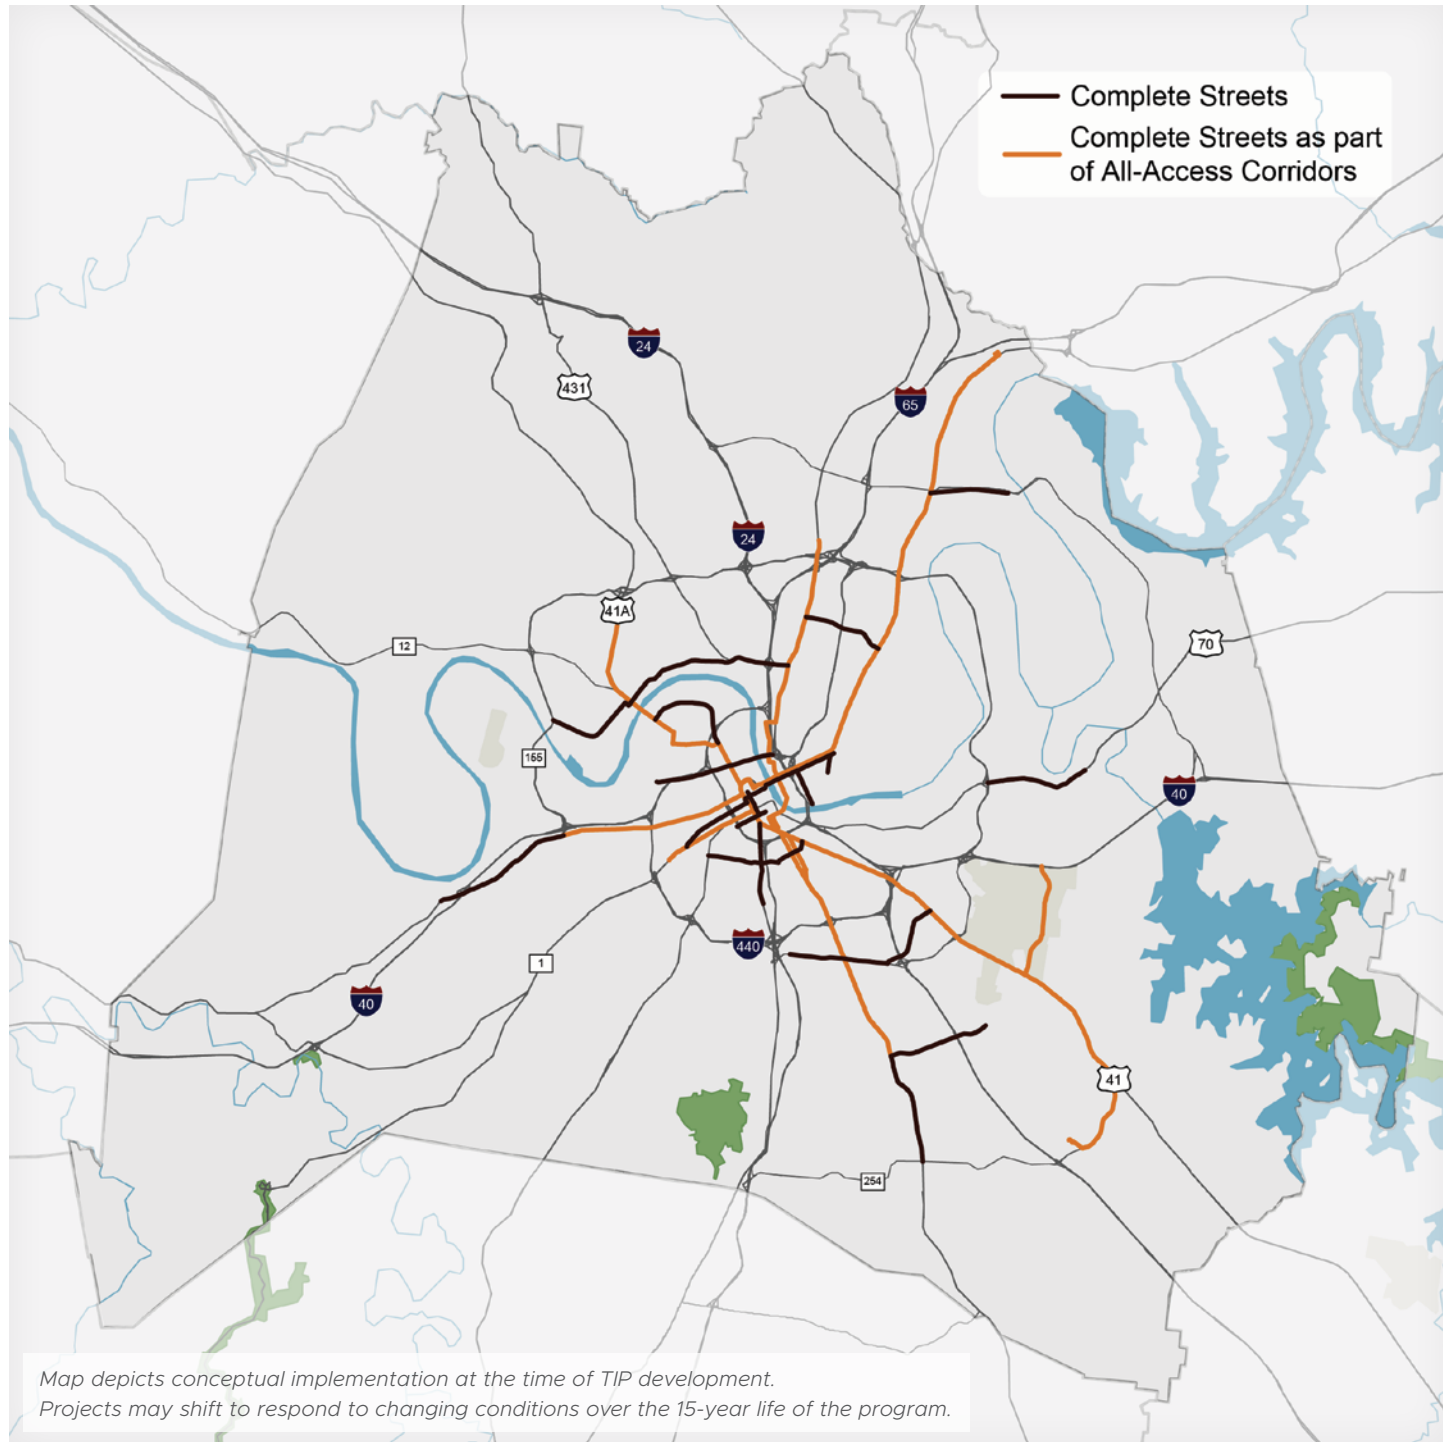 Complete Streets
Complete Streets as part
of All-Access Corridors
24
431
65
24
41A
12
70
155
40
440
1
40
41
254
Map depicts conceptual implementation at the time of TIP development.
Projects may shift to respond to changing conditions over the 15-year life of the program.